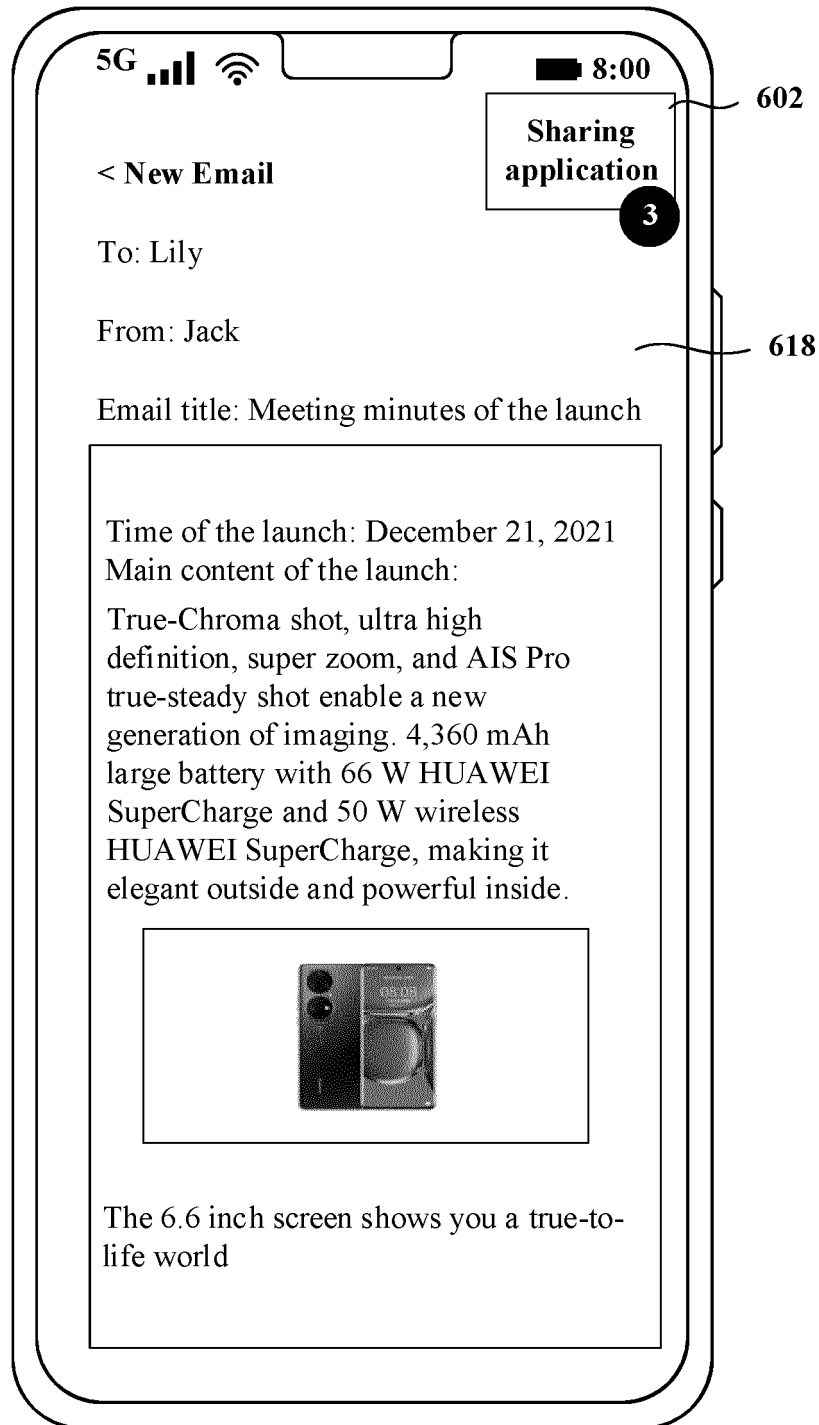 5G 8:00
602
Sharing
application
3
< New Email
To: Lily
From: Jack
618
Email title: Meeting minutes of the launch
Time of the launch: December 21, 2021
Main content of the launch:
True-Chroma shot, ultra high
definition, super zoom, and AIS Pro
true-steady shot enable a new
generation of imaging. 4,360 mAh
large battery with 66 W HUAWEI
SuperCharge and 50 W wireless
HUAWEI SuperCharge, making it
elegant outside and powerful inside.
08:08
The 6.6 inch screen shows you a true-to-
life world